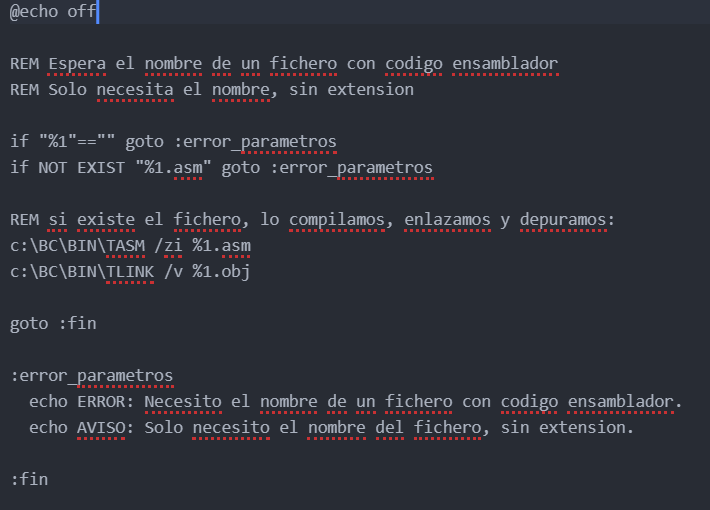 @echo off
REM Espera el nombre de un fichero con codigo ensamblador
REM Solo necesita el nombre, sin extension
if "%1"=="" goto :error_parametros
if NOT EXIST "%1.asm" goto :error_parametros
REM si existe el fichero, lo compilamos, enlazamos y depuramos:
c:\BC\BIN\TASM /zi %1.asm
c:\BC\BIN\TLINK /v %1.obj
goto :fin
:error_parametros
echo ERROR: Necesito el nombre de un fichero con codigo ensamblador.
echo AVISO: Solo necesito el nombre del fichero, sin extension.
:fin